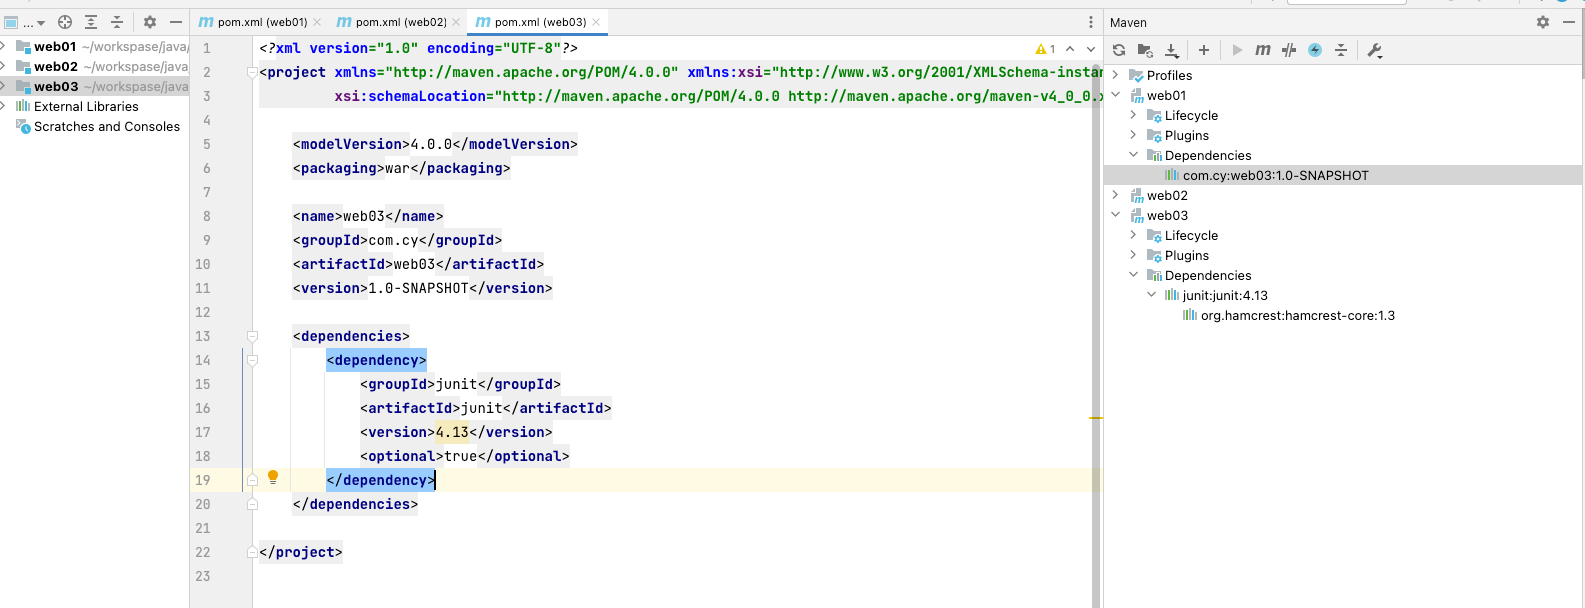 ...
pom.xml (web01)
pom.xml (web02)
pom.xml (web03)
Maven
web01 ~/workspase/java/
web02 ~/workspase/java/
web03 ~/workspase/java
External Libraries
Scratches and Consoles
1 <?xml version="1.0" encoding="UTF-8"?>
1
2 <project xmlns="http://maven.apache.org/POM/4.0.0" xmlns:xsi="http://www.w3.org/2001/XMLSchema-instan
3 xsi:schemaLocation="http://maven.apache.org/POM/4.0.0 http://maven.apache.org/maven-v4_0_0.x
4
5 <modelVersion>4.0.0</modelVersion>
6 <packaging>war</packaging>
7
8 <name>web03</name>
9 <groupId>com.cy</groupId>
10 <artifactId>web03</artifactId>
11 <version>1.0-SNAPSHOT</version>
12
13 <dependencies>
14 <dependency>
15 <groupId>junit</groupId>
16 <artifactId>junit</artifactId>
17 <version>4.13</version>
18 <optional>true</optional>
19 </dependency>
20 </dependencies>
21
22 </project>
23
Profiles
web01
Lifecycle
Plugins
Dependencies
com.cy:web03:1.0-SNAPSHOT
web02
web03
Lifecycle
Plugins
Dependencies
junit:junit:4.13
org.hamcrest:hamcrest-core:1.3